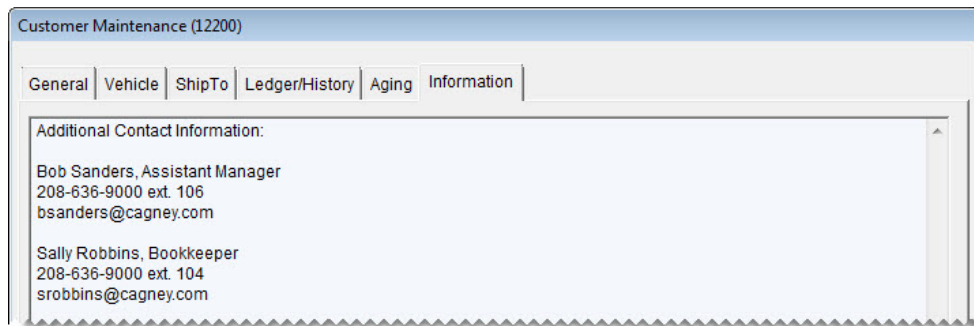 Customer Maintenance (12200)
General Vehicle ShipTo Ledger/History Aging Information
Additional Contact Information:
Bob Sanders, Assistant Manager
208-636-9000 ext. 106
bsanders@cagney.com
Sally Robbins, Bookkeeper
208-636-9000 ext. 104
srobbins@cagney.com